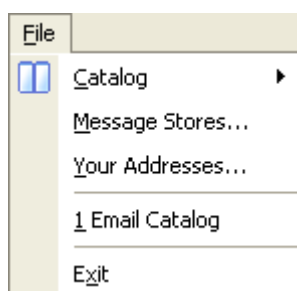 File
Catalog
Message Stores...
Your Addresses...
1 Email Catalog
Exit